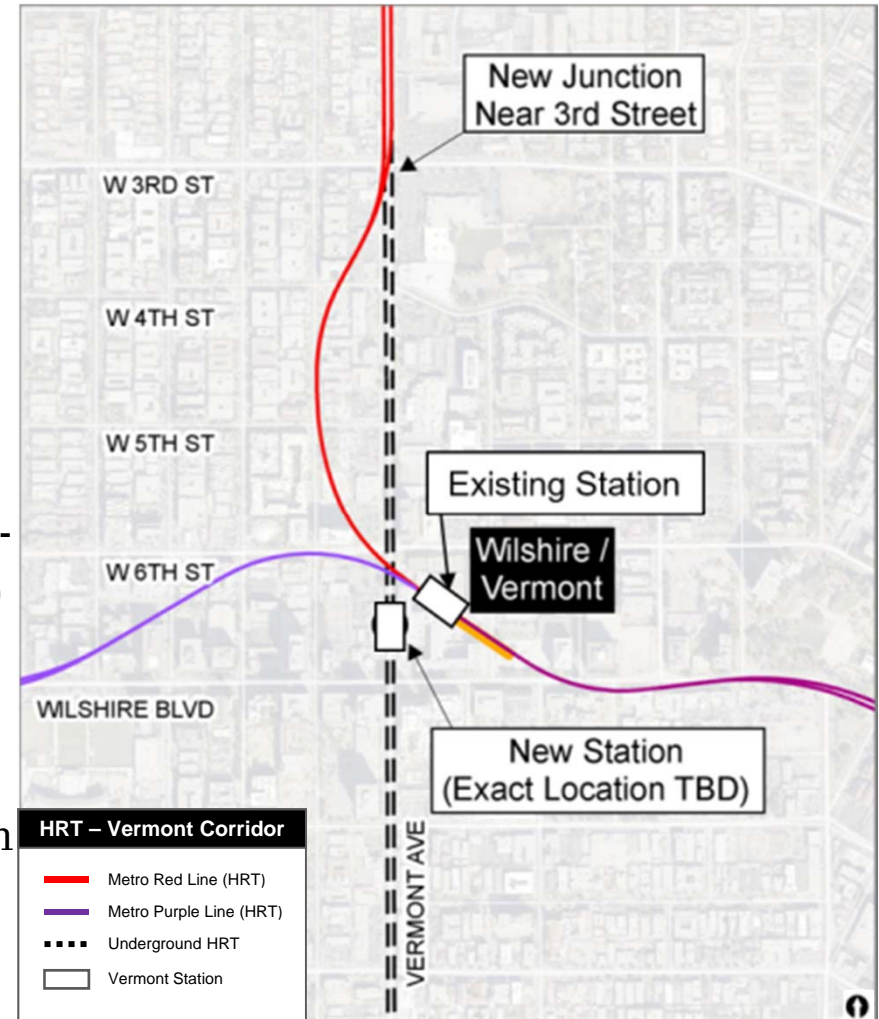 New Junction
Near 3rd Street
W 3RD ST
W 4TH ST
W 5TH ST
Existing Station
Wilshire /
Vermont
W 6TH ST
WILSHIRE BLVD
New Station
(Exact Location TBD)
VERMONT AVE
HRT – Vermont Corridor
Metro Red Line (HRT)
Metro Purple Line (HRT)
Underground HRT
Vermont Station